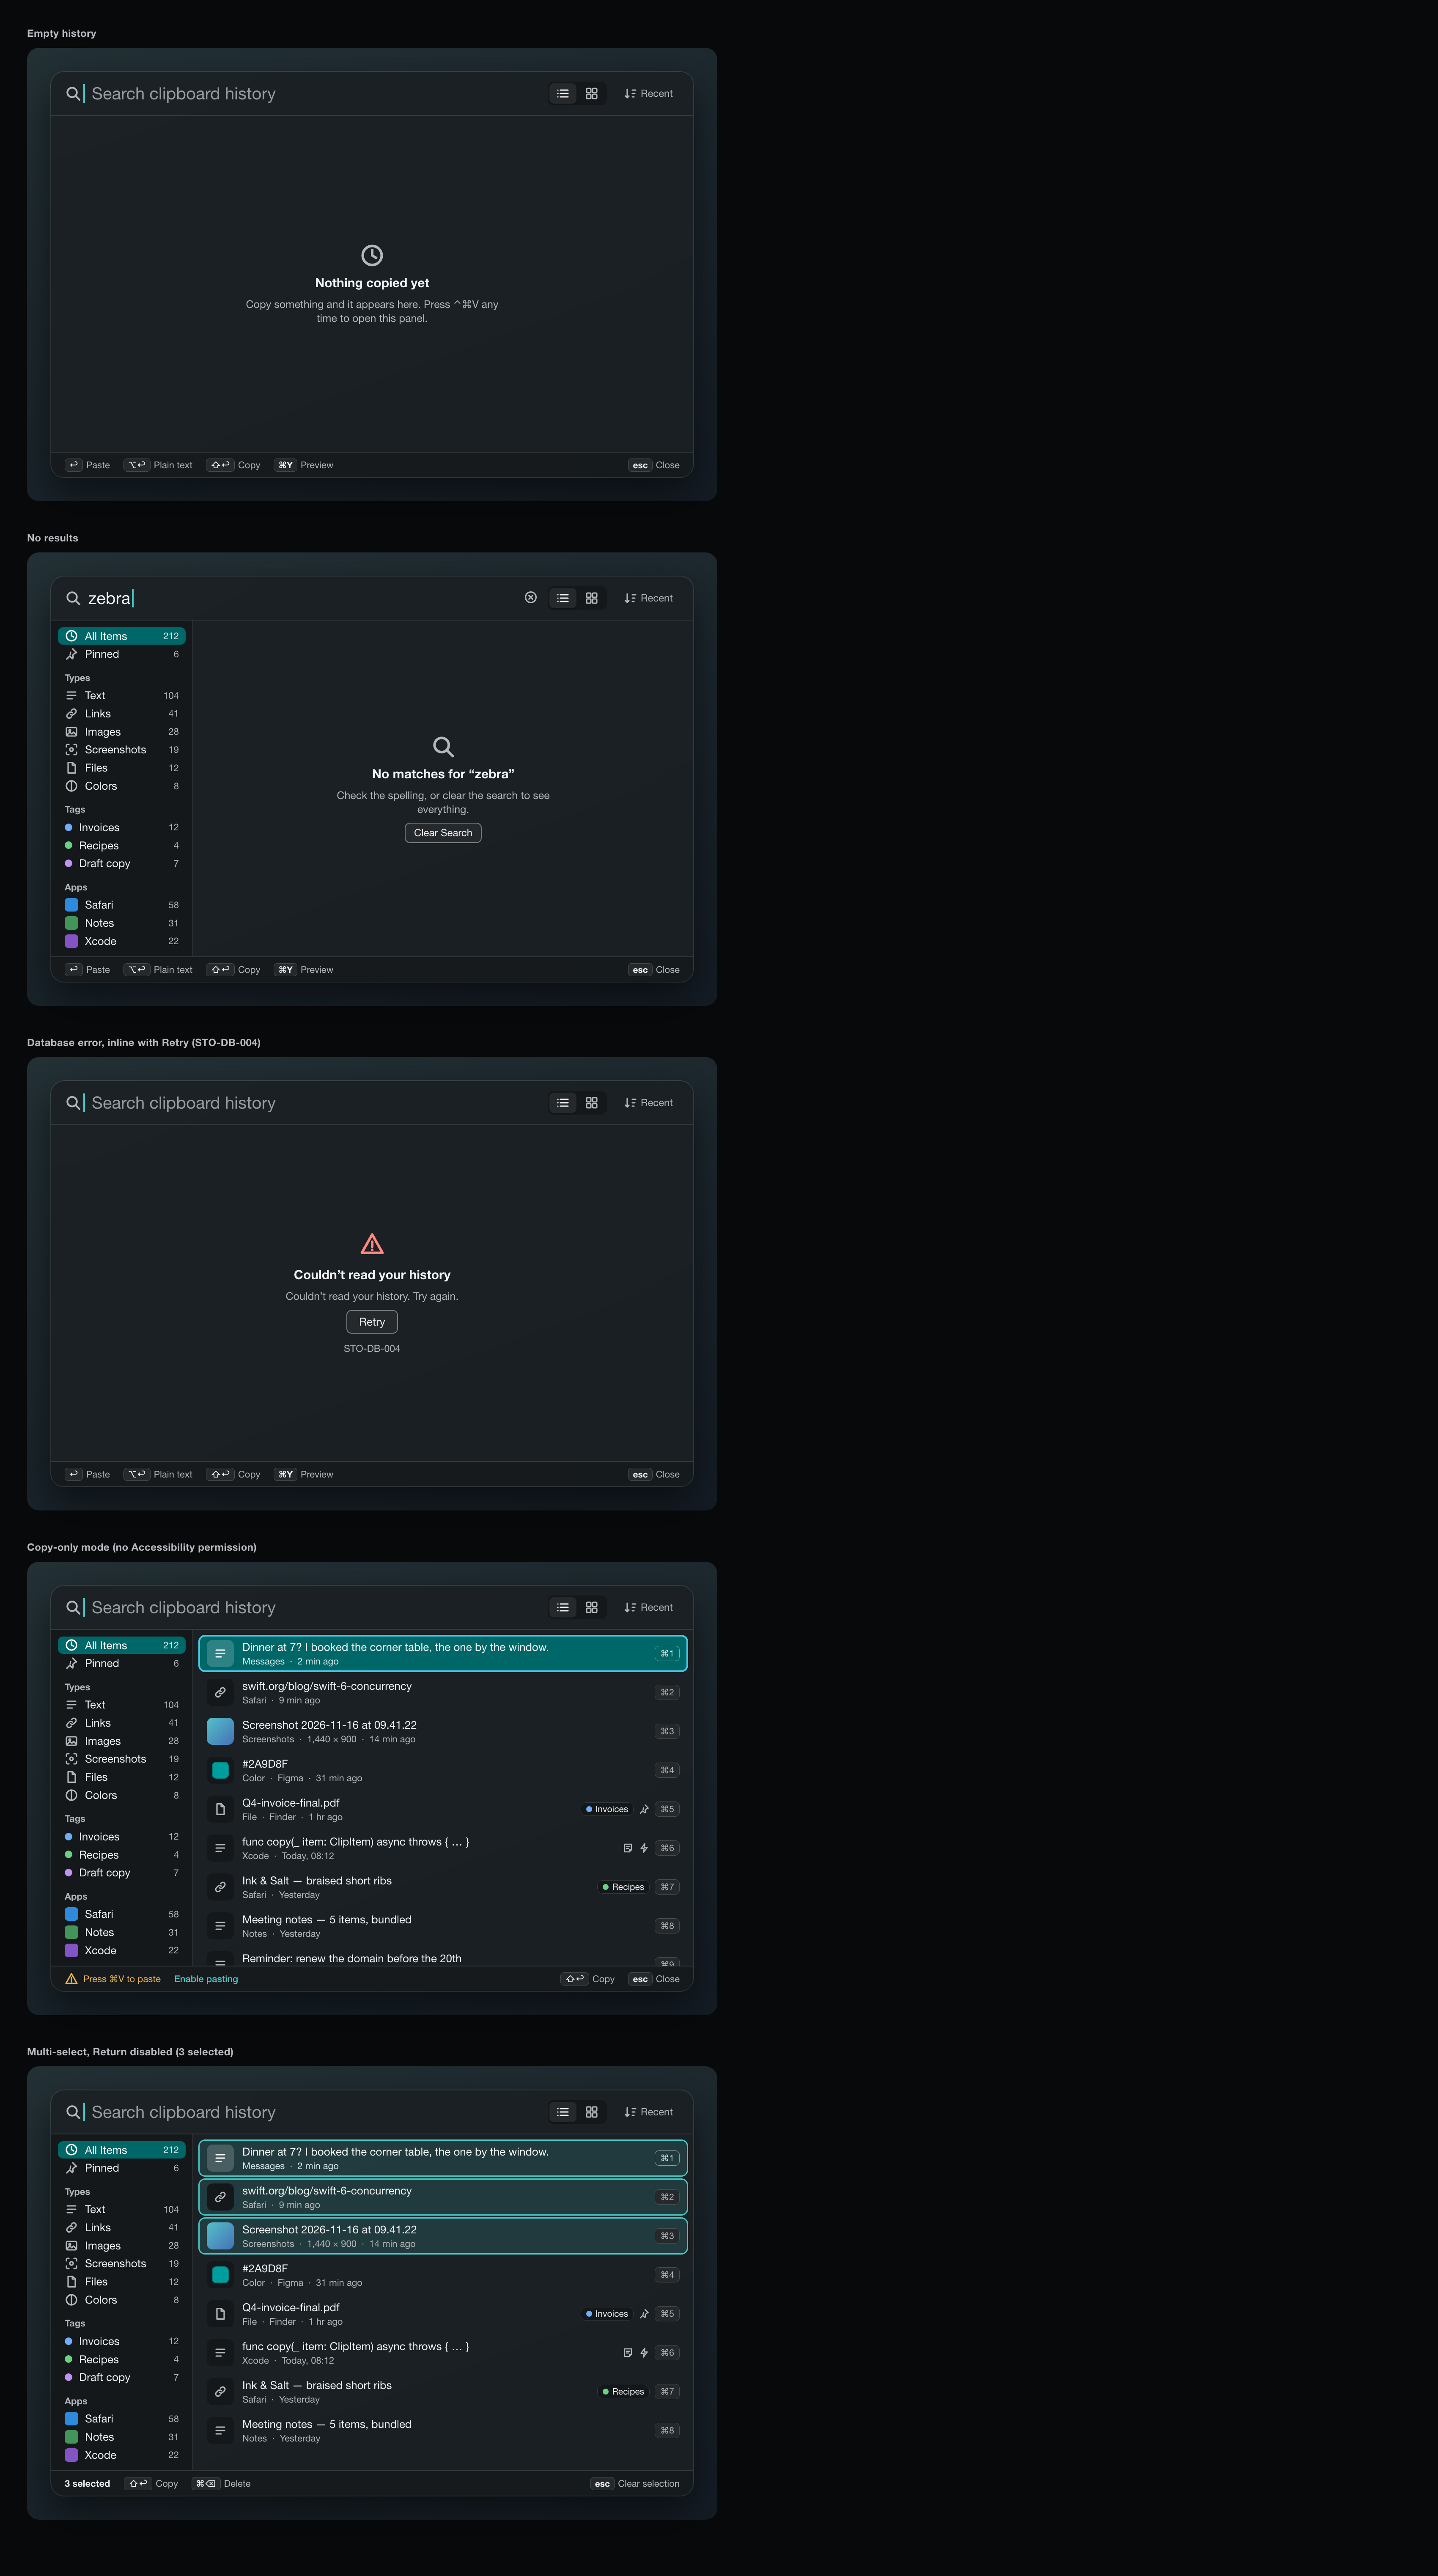 Empty history
Search clipboard history
Recent
Nothing copied yet
Copy something and it appears here. Press ^⌘V any
time to open this panel.
↩ Paste ⌥↩ Plain text ⇧↩ Copy ⌘Y Preview esc Close
No results
zebra
Recent
All Items 212
Pinned 6
Types
Text 104
Links 41
Images 28
Screenshots 19
Files 12
Colors 8
Tags
Invoices 12
Recipes 4
Draft copy 7
Apps
Safari 58
Notes 31
Xcode 22
No matches for “zebra”
Check the spelling, or clear the search to see
everything.
Clear Search
↩ Paste ⌥↩ Plain text ⇧↩ Copy ⌘Y Preview esc Close
Database error, inline with Retry (STO-DB-004)
Search clipboard history
Recent
Couldn’t read your history
Couldn’t read your history. Try again.
Retry
STO-DB-004
↩ Paste ⌥↩ Plain text ⇧↩ Copy ⌘Y Preview esc Close
Copy-only mode (no Accessibility permission)
Search clipboard history
Recent
All Items 212
Pinned 6
Types
Text 104
Links 41
Images 28
Screenshots 19
Files 12
Colors 8
Tags
Invoices 12
Recipes 4
Draft copy 7
Apps
Safari 58
Notes 31
Xcode 22
Dinner at 7? I booked the corner table, the one by the window. ⌘1
Messages · 2 min ago
swift.org/blog/swift-6-concurrency ⌘2
Safari · 9 min ago
Screenshot 2026-11-16 at 09.41.22 ⌘3
Screenshots · 1,440 × 900 · 14 min ago
#2A9D8F ⌘4
Color · Figma · 31 min ago
Q4-invoice-final.pdf Invoices ⌘5
File · Finder · 1 hr ago
func copy(_ item: ClipItem) async throws { … } ⌘6
Xcode · Today, 08:12
Ink & Salt — braised short ribs Recipes ⌘7
Safari · Yesterday
Meeting notes — 5 items, bundled ⌘8
Notes · Yesterday
Reminder: renew the domain before the 20th ⌘9
Press ⌘V to paste Enable pasting ⇧↩ Copy esc Close
Multi-select, Return disabled (3 selected)
Search clipboard history
Recent
All Items 212
Pinned 6
Types
Text 104
Links 41
Images 28
Screenshots 19
Files 12
Colors 8
Tags
Invoices 12
Recipes 4
Draft copy 7
Apps
Safari 58
Notes 31
Xcode 22
Dinner at 7? I booked the corner table, the one by the window. ⌘1
Messages · 2 min ago
swift.org/blog/swift-6-concurrency ⌘2
Safari · 9 min ago
Screenshot 2026-11-16 at 09.41.22 ⌘3
Screenshots · 1,440 × 900 · 14 min ago
#2A9D8F ⌘4
Color · Figma · 31 min ago
Q4-invoice-final.pdf Invoices ⌘5
File · Finder · 1 hr ago
func copy(_ item: ClipItem) async throws { … } ⌘6
Xcode · Today, 08:12
Ink & Salt — braised short ribs Recipes ⌘7
Safari · Yesterday
Meeting notes — 5 items, bundled ⌘8
Notes · Yesterday
3 selected ⇧↩ Copy ⌘⌫ Delete esc Clear selection